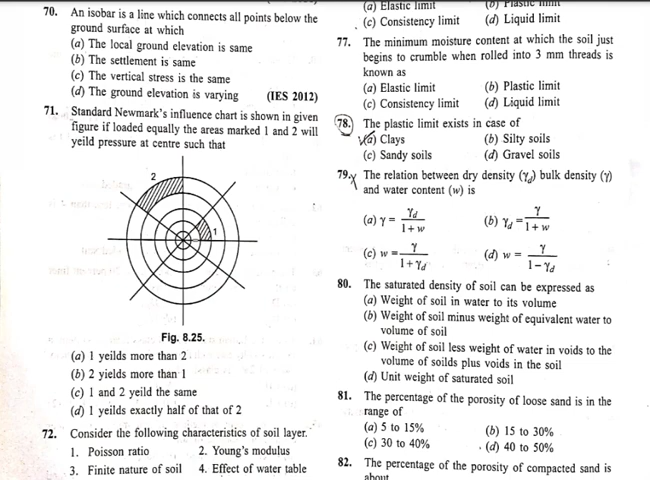 70. An isobar is a line which connects all points below the
ground surface at which
(a) The local ground elevation is same
(b) The settlement is same
(c) The vertical stress is the same
(d) The ground elevation is varying (IES 2012)
71. Standard Newmark's influence chart is shown in given
figure if loaded equally the areas marked 1 and 2 will
yeild pressure at centre such that
2
1
Fig. 8.25.
(a) 1 yeilds more than 2
(b) 2 yields more than 1
(c) 1 and 2 yeild the same
(d) 1 yeilds exactly half of that of 2
72. Consider the following characteristics of soil layer.
1. Poisson ratio 2. Young's modulus
3. Finite nature of soil 4. Effect of water table
(a) Elastic limit (b) Plastic limit
(c) Consistency limit (d) Liquid limit
77. The minimum moisture content at which the soil just
begins to crumble when rolled into 3 mm threads is
known as
(a) Elastic limit (b) Plastic limit
(c) Consistency limit (d) Liquid limit
78. The plastic limit exists in case of
(a) Clays (b) Silty soils
(c) Sandy soils (d) Gravel soils
79. The relation between dry density (γd) bulk density (γ)
and water content (w) is
(a) γ = γd / 1 + w (b) γd = γ / 1 + w
(c) w = γ / 1 + γd (d) w = γ / 1 − γd
80. The saturated density of soil can be expressed as
(a) Weight of soil in water to its volume
(b) Weight of soil minus weight of equivalent water to
volume of soil
(c) Weight of soil less weight of water in voids to the
volume of soilds plus voids in the soil
(d) Unit weight of saturated soil
81. The percentage of the porosity of loose sand is in the
range of
(a) 5 to 15% (b) 15 to 30%
(c) 30 to 40% (d) 40 to 50%
82. The percentage of the porosity of compacted sand is
about